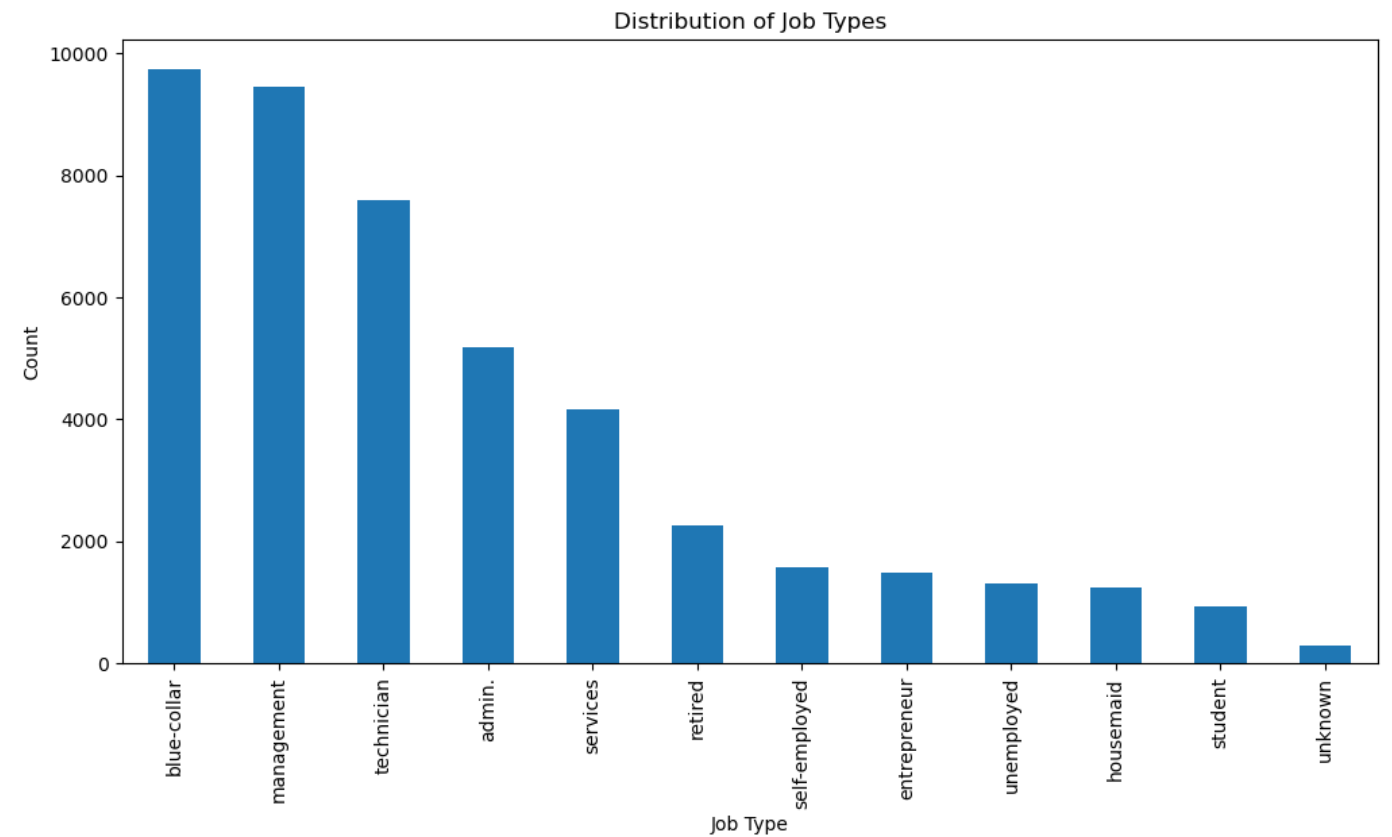 Distribution of Job Types
10000
8000
6000
4000
2000
0
Count
blue-collar
management
technician
admin.
services
retired
self-employed
entrepreneur
unemployed
housemaid
student
unknown
Job Type